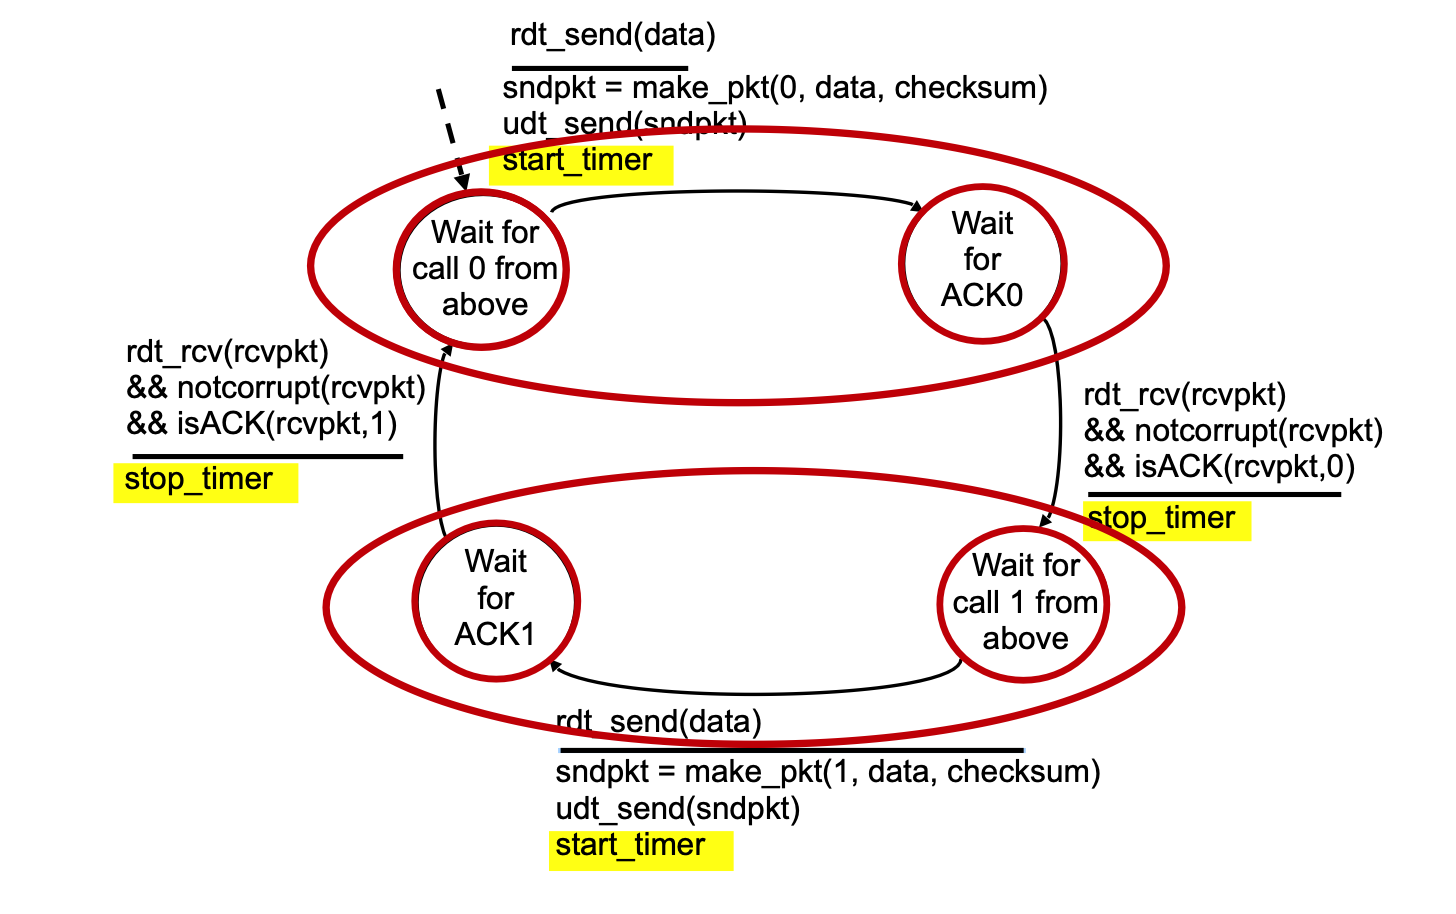 rdt_send(data)
sndpkt = make_pkt(0, data, checksum)
udt_send(sndpkt)
start_timer
Wait for
call 0 from
above
Wait
for
ACK0
rdt_rcv(rcvpkt)
&& notcorrupt(rcvpkt)
&& isACK(rcvpkt,1)
stop_timer
rdt_rcv(rcvpkt)
&& notcorrupt(rcvpkt)
&& isACK(rcvpkt,0)
stop_timer
Wait
for
ACK1
Wait for
call 1 from
above
rdt_send(data)
sndpkt = make_pkt(1, data, checksum)
udt_send(sndpkt)
start_timer